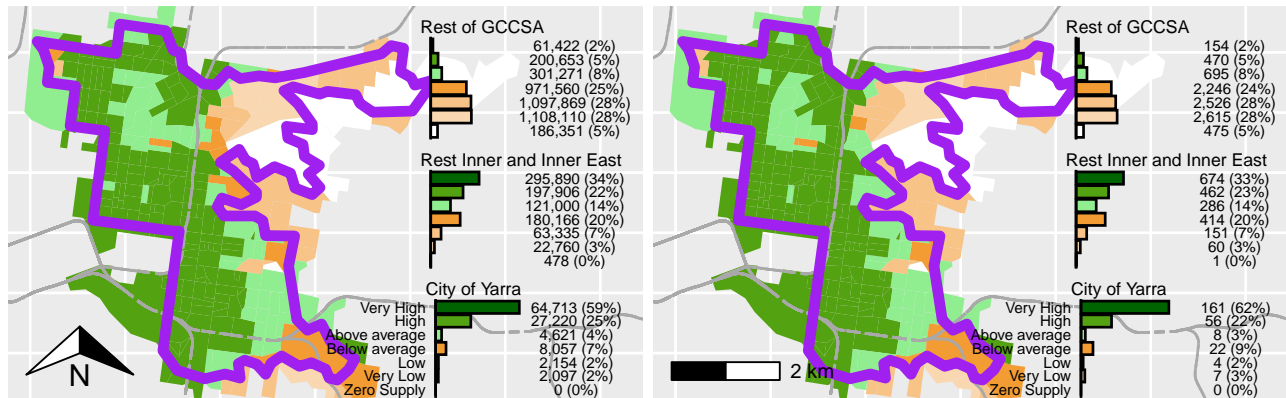 Rest of GCCSA
61,422 (2%)
200,653 (5%)
301,271 (8%)
971,560 (25%)
1,097,869 (28%)
1,108,110 (28%)
186,351 (5%)
Rest Inner and Inner East
295,890 (34%)
197,906 (22%)
121,000 (14%)
180,166 (20%)
63,335 (7%)
22,760 (3%)
478 (0%)
City of Yarra
Very High 64,713 (59%)
High 27,220 (25%)
Above average 4,621 (4%)
Below average 8,057 (7%)
Low 2,154 (2%)
Very Low 2,097 (2%)
Zero Supply 0 (0%)
N
Rest of GCCSA
154 (2%)
470 (5%)
695 (8%)
2,246 (24%)
2,526 (28%)
2,615 (28%)
475 (5%)
Rest Inner and Inner East
674 (33%)
462 (23%)
286 (14%)
414 (20%)
151 (7%)
60 (3%)
1 (0%)
City of Yarra
Very High 161 (62%)
High 56 (22%)
Above average 8 (3%)
Below average 22 (9%)
Low 4 (2%)
Very Low 7 (3%)
Zero Supply 0 (0%)
2 km